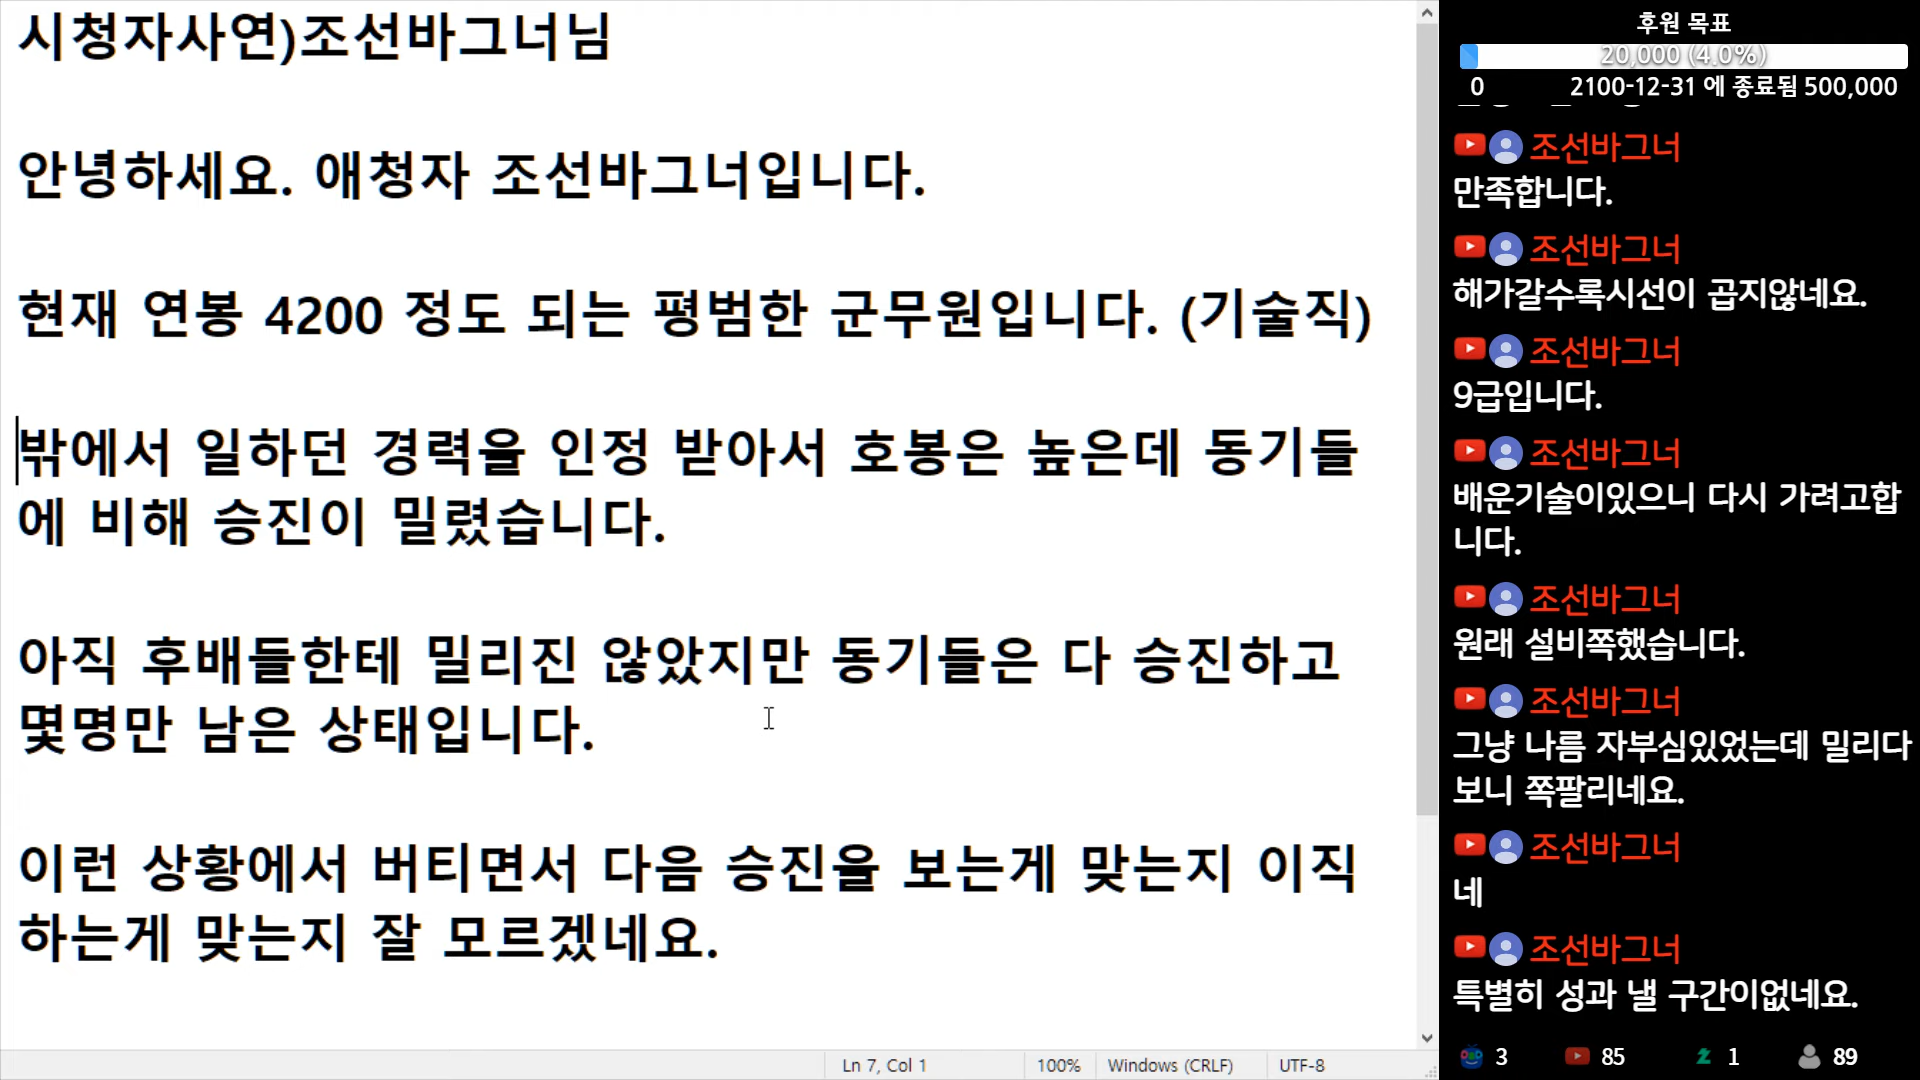 시청자사연)조선바그너님
안녕하세요. 애청자 조선바그너입니다.
현재 연봉 4200 정도 되는 평범한 군무원입니다. (기술직)
밖에서 일하던 경력을 인정 받아서 호봉은 높은데 동기들
에 비해 승진이 밀렸습니다.
아직 후배들한테 밀리진 않았지만 동기들은 다 승진하고
몇명만 남은 상태입니다.
이런 상황에서 버티면서 다음 승진을 보는게 맞는지 이직
하는게 맞는지 잘 모르겠네요.
Ln 7, Col 1
100%
Windows (CRLF)
UTF-8
후원 목표
20,000 (4.0%)
0
2100-12-31 에 종료됨 500,000
조선바그너
만족합니다.
조선바그너
해가갈수록시선이 곱지않네요.
조선바그너
9급입니다.
조선바그너
배운기술이있으니 다시 가려고합
니다.
조선바그너
원래 설비쪽했습니다.
조선바그너
그냥 나름 자부심있었는데 밀리다
보니 쪽팔리네요.
조선바그너
네
조선바그너
특별히 성과 낼 구간이없네요.
3
85
1
89